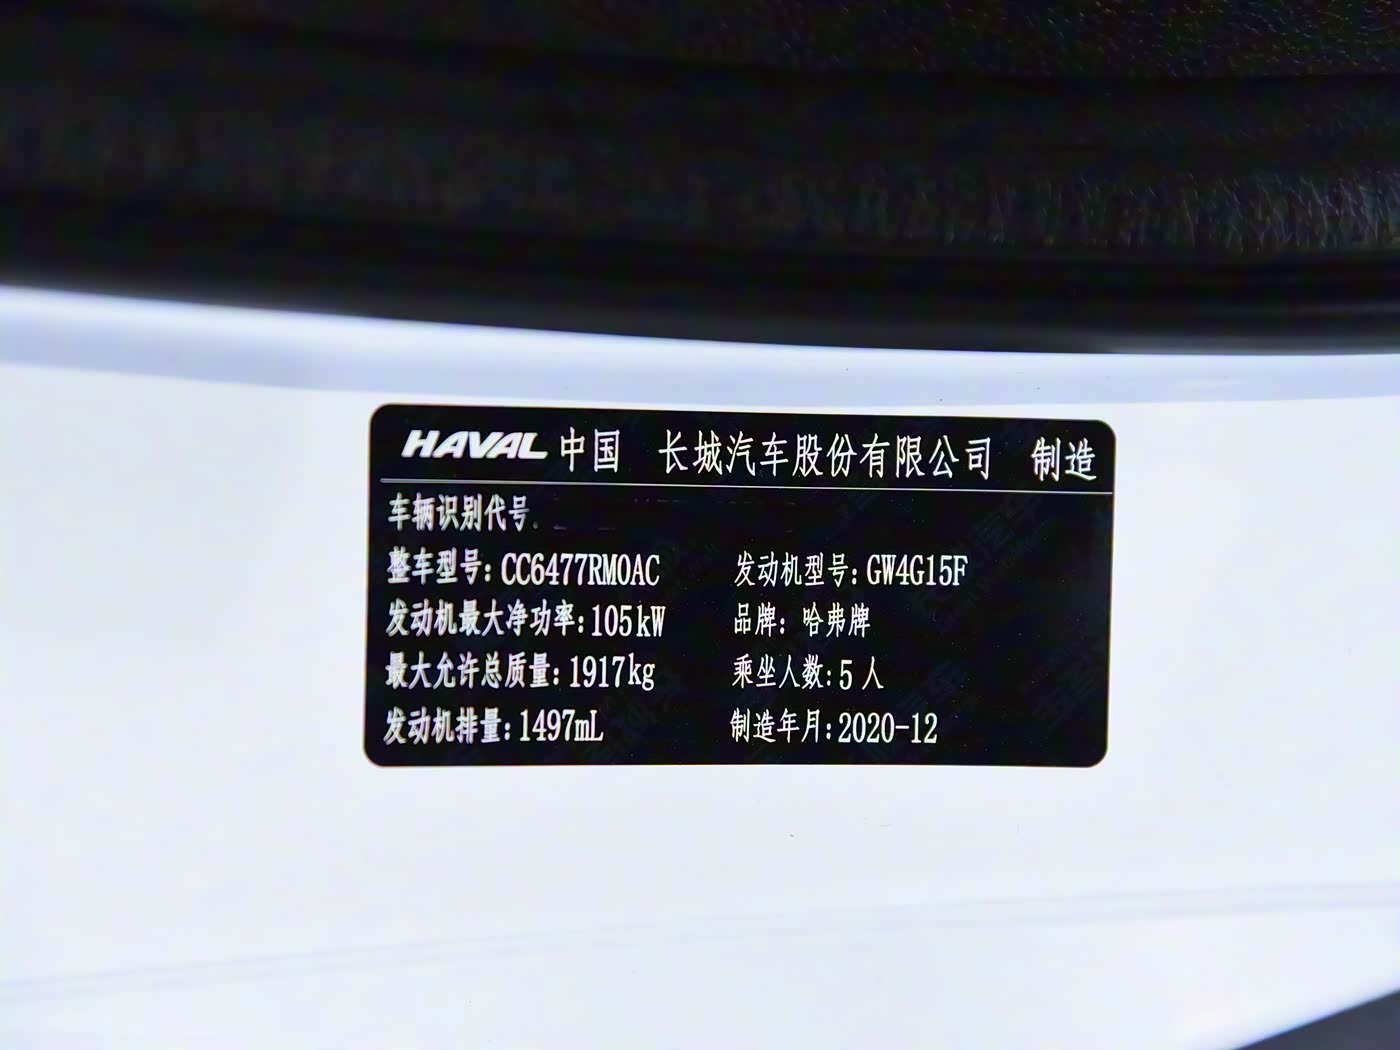 HAVAL 中国 长城汽车股份有限公司 制造
车辆识别代号
整车型号：CC6477RM0AC 发动机型号：GW4G15F
发动机最大净功率：105kW 品牌：哈弗牌
最大允许总质量：1917kg 乘坐人数：5 人
发动机排量：1497mL 制造年月：2020-12